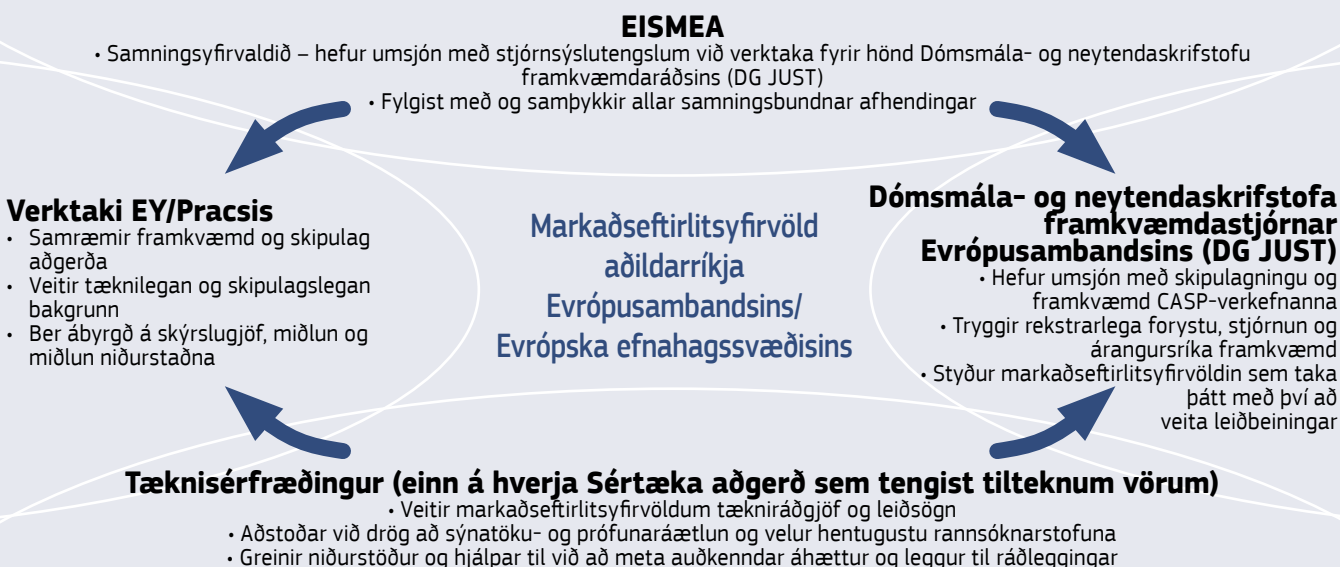 EISMEA
• Samningsyfirvaldið – hefur umsjón með stjórnsýslutengslum við verktaka fyrir hönd Dómsmála- og neytendaskrifstofu
framkvæmdaráðsins (DG JUST)
• Fylgist með og samþykkir allar samningsbundnar afhendingar
Verktaki EY/Pracsis
• Samræmir framkvæmd og skipulag
aðgerða
• Veitir tæknilegan og skipulagslegan
bakgrunn
• Ber ábyrgð á skýrslugjöf, miðlun og
miðlun niðurstaðna
Markaðseftirlitsyfirvöld
aðildarríkja
Evrópusambandsins/
Evrópska efnahagssvæðisins
Dómsmála- og neytendaskrifstofa
framkvæmdastjórnar
Evrópusambandsins (DG JUST)
• Hefur umsjón með skipulagningu og
framkvæmd CASP-verkefnanna
• Tryggir rekstrarlega forystu, stjórnun og
árangursríka framkvæmd
• Styður markaðseftirlitsyfirvöldin sem taka
þátt með því að
veita leiðbeiningar
Tæknisérfræðingur (einn á hverja Sértæka aðgerð sem tengist tilteknum vörum)
• Veitir markaðseftirlitsyfirvöldum tækniráðgjöf og leiðsögn
• Aðstoðar við drög að sýnatöku- og prófunaráætlun og velur hentugustu rannsóknarstofuna
• Greinir niðurstöður og hjálpar til við að meta auðkenndar áhættur og leggur til ráðleggingar